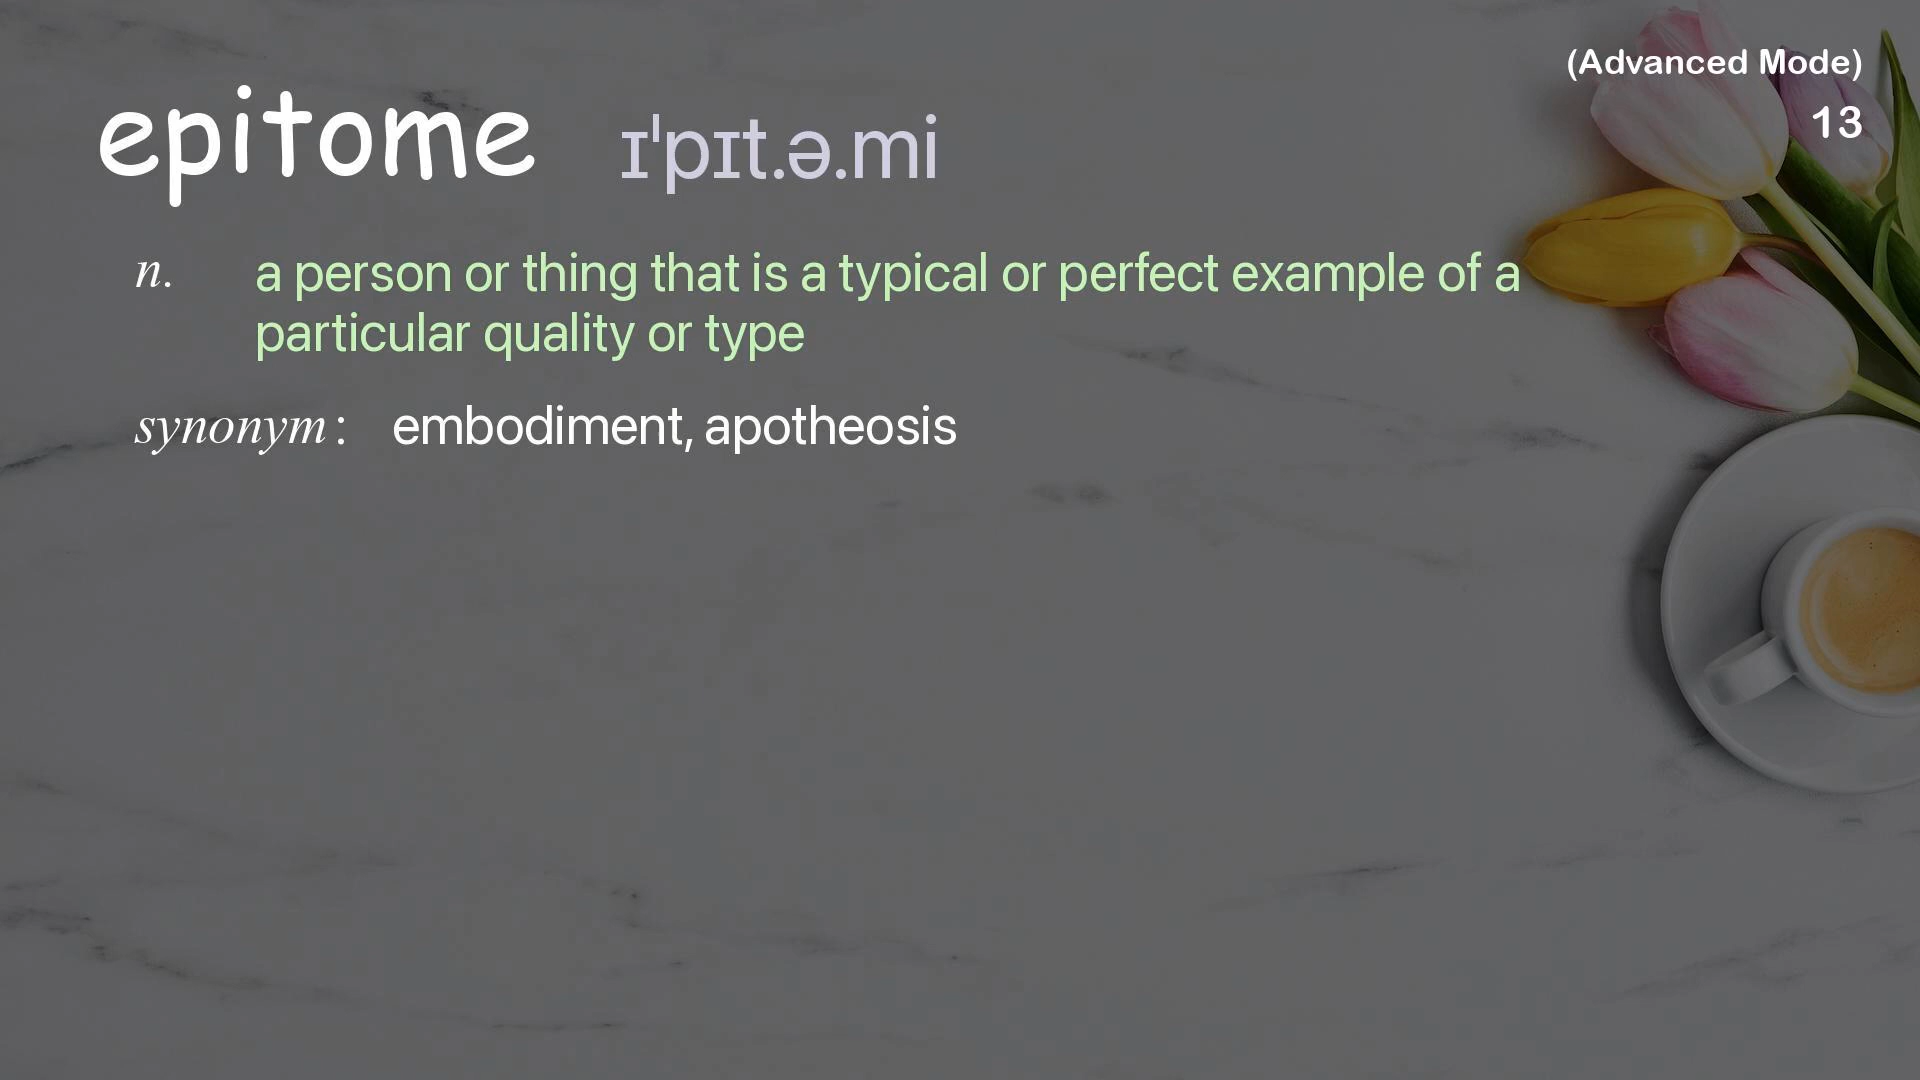 (Advanced Mode)
13
epitome ɪˈpɪt.ə.mi
n. a person or thing that is a typical or perfect example of a
particular quality or type
synonym: embodiment, apotheosis